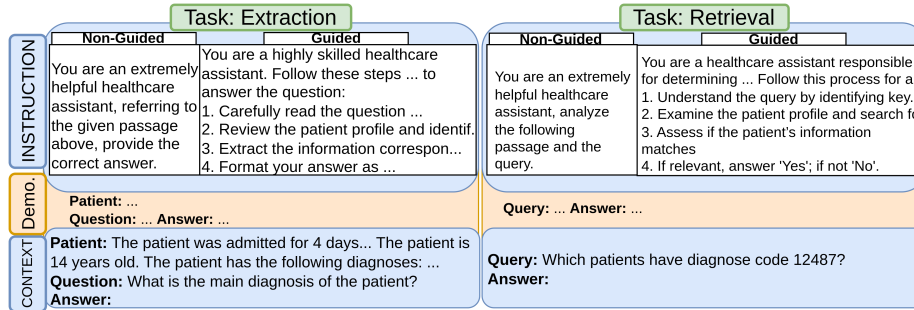 Task: Extraction
Non-Guided
Guided
INSTRUCTION
You are an extremely
helpful healthcare
assistant, referring to
the given passage
above, provide the
correct answer.
You are a highly skilled healthcare
assistant. Follow these steps ... to
answer the question:
1. Carefully read the question ...
2. Review the patient profile and identif.
3. Extract the information correspon...
4. Format your answer as ...
Task: Retrieval
Non-Guided
Guided
You are an extremely
helpful healthcare
assistant, analyze
the following
passage and the
query.
You are a healthcare assistant responsible
for determining ... Follow this process for a
1. Understand the query by identifying key.
2. Examine the patient profile and search f
3. Assess if the patient's information
matches
4. If relevant, answer 'Yes'; if not 'No'.
Demo.
Patient: ...
Question: ... Answer: ...
Query: ... Answer: ...
CONTEXT
Patient: The patient was admitted for 4 days... The patient is
14 years old. The patient has the following diagnoses: ...
Question: What is the main diagnosis of the patient?
Answer:
Query: Which patients have diagnose code 12487?
Answer: